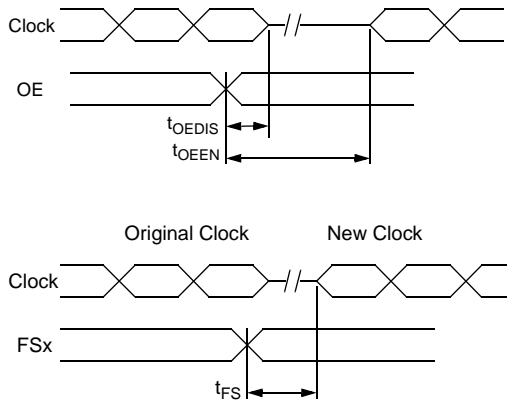 Clock
OE
tOEDIS
tOEEN
Original Clock New Clock
Clock
FSx
tFS